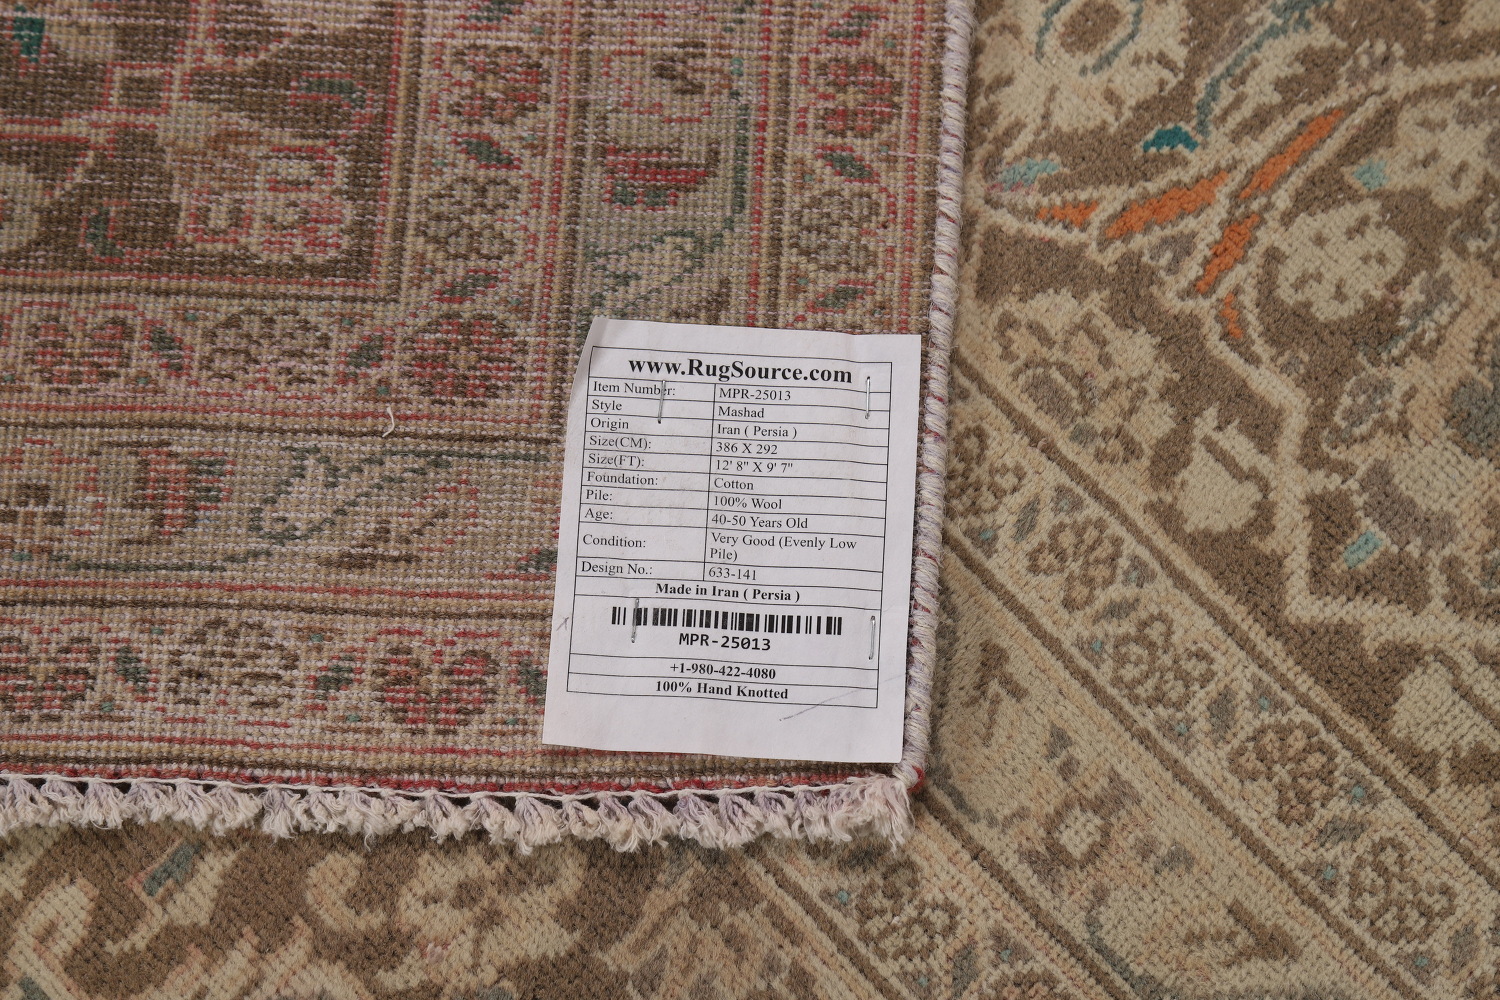 www.RugSource.com
Item Number: MPR-25013
Style Mashad
Origin Iran ( Persia )
Size(CM): 386 X 292
Size(FT): 12' 8" X 9' 7"
Foundation: Cotton
Pile: 100% Wool
Age: 40-50 Years Old
Condition: Very Good (Evenly Low
Pile)
Design No.: 633-141
Made in Iran ( Persia )
MPR-25013
+1-980-422-4080
100% Hand Knotted